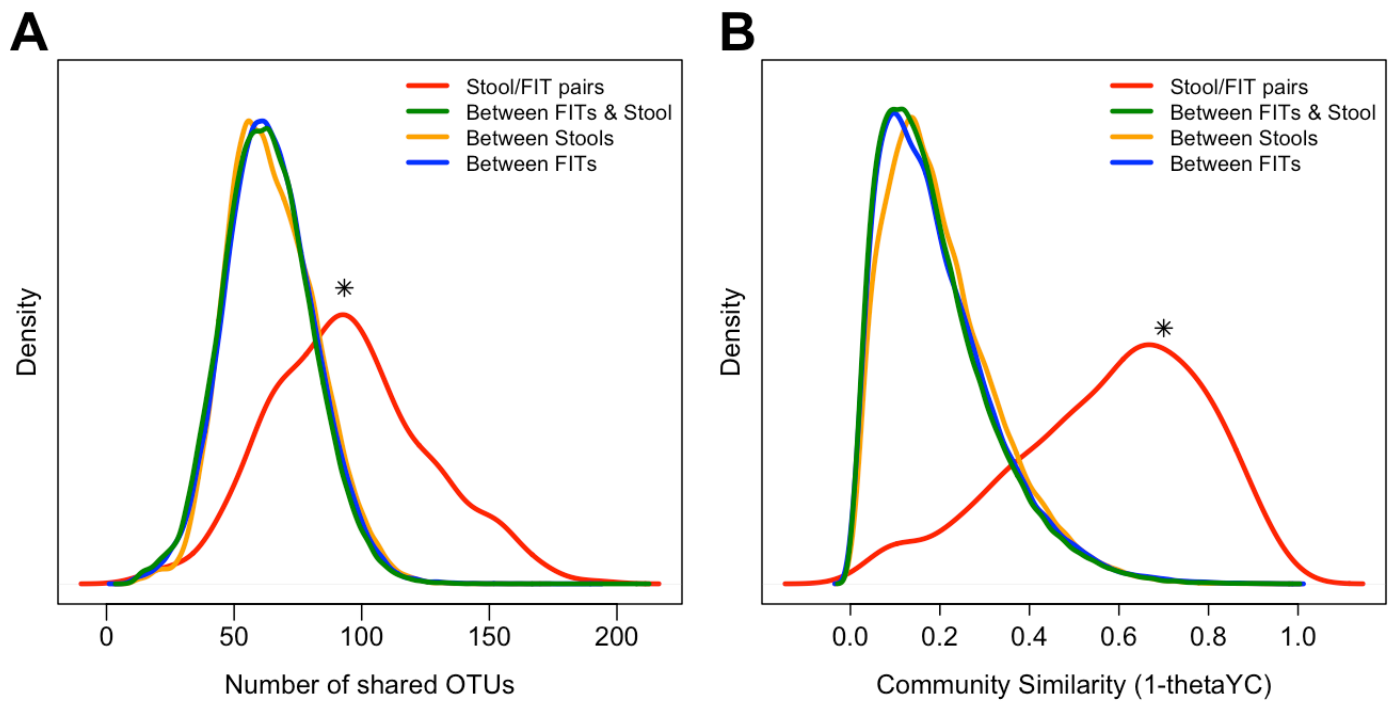 A
Stool/FIT pairs
Between FITs & Stool
Between Stools
Between FITs
*
Density
0 50 100 150 200
Number of shared OTUs
B
Stool/FIT pairs
Between FITs & Stool
Between Stools
Between FITs
*
Density
0.0 0.2 0.4 0.6 0.8 1.0
Community Similarity (1-thetaYC)